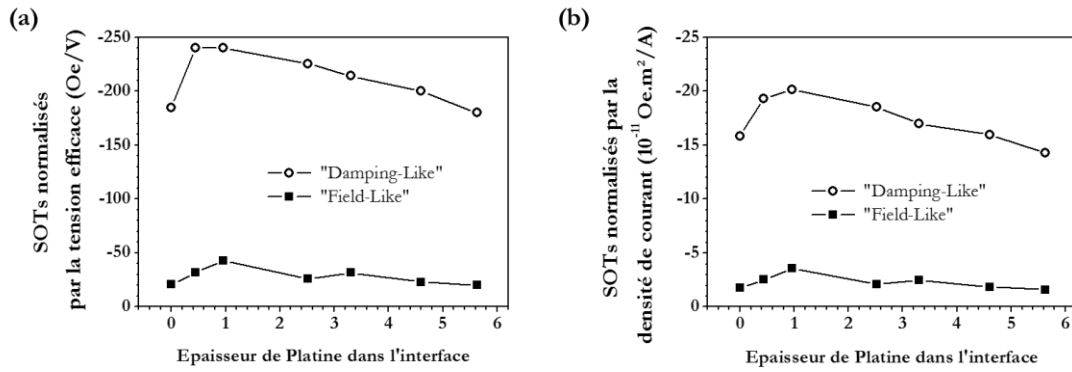 (a)
SOTs normalisés
par la tension efficace (Oe/V)
-250
-200
-150
-100
-50
0
"Damping-Like"
"Field-Like"
0 1 2 3 4 5 6
Epaisseur de Platine dans l'interface
(b)
SOTs normalisés par la
densité de courant (10⁻¹¹ Oe.m²/A)
-25
-20
-15
-10
-5
0
"Damping-Like"
"Field-Like"
0 1 2 3 4 5 6
Epaisseur de Platine dans l'interface